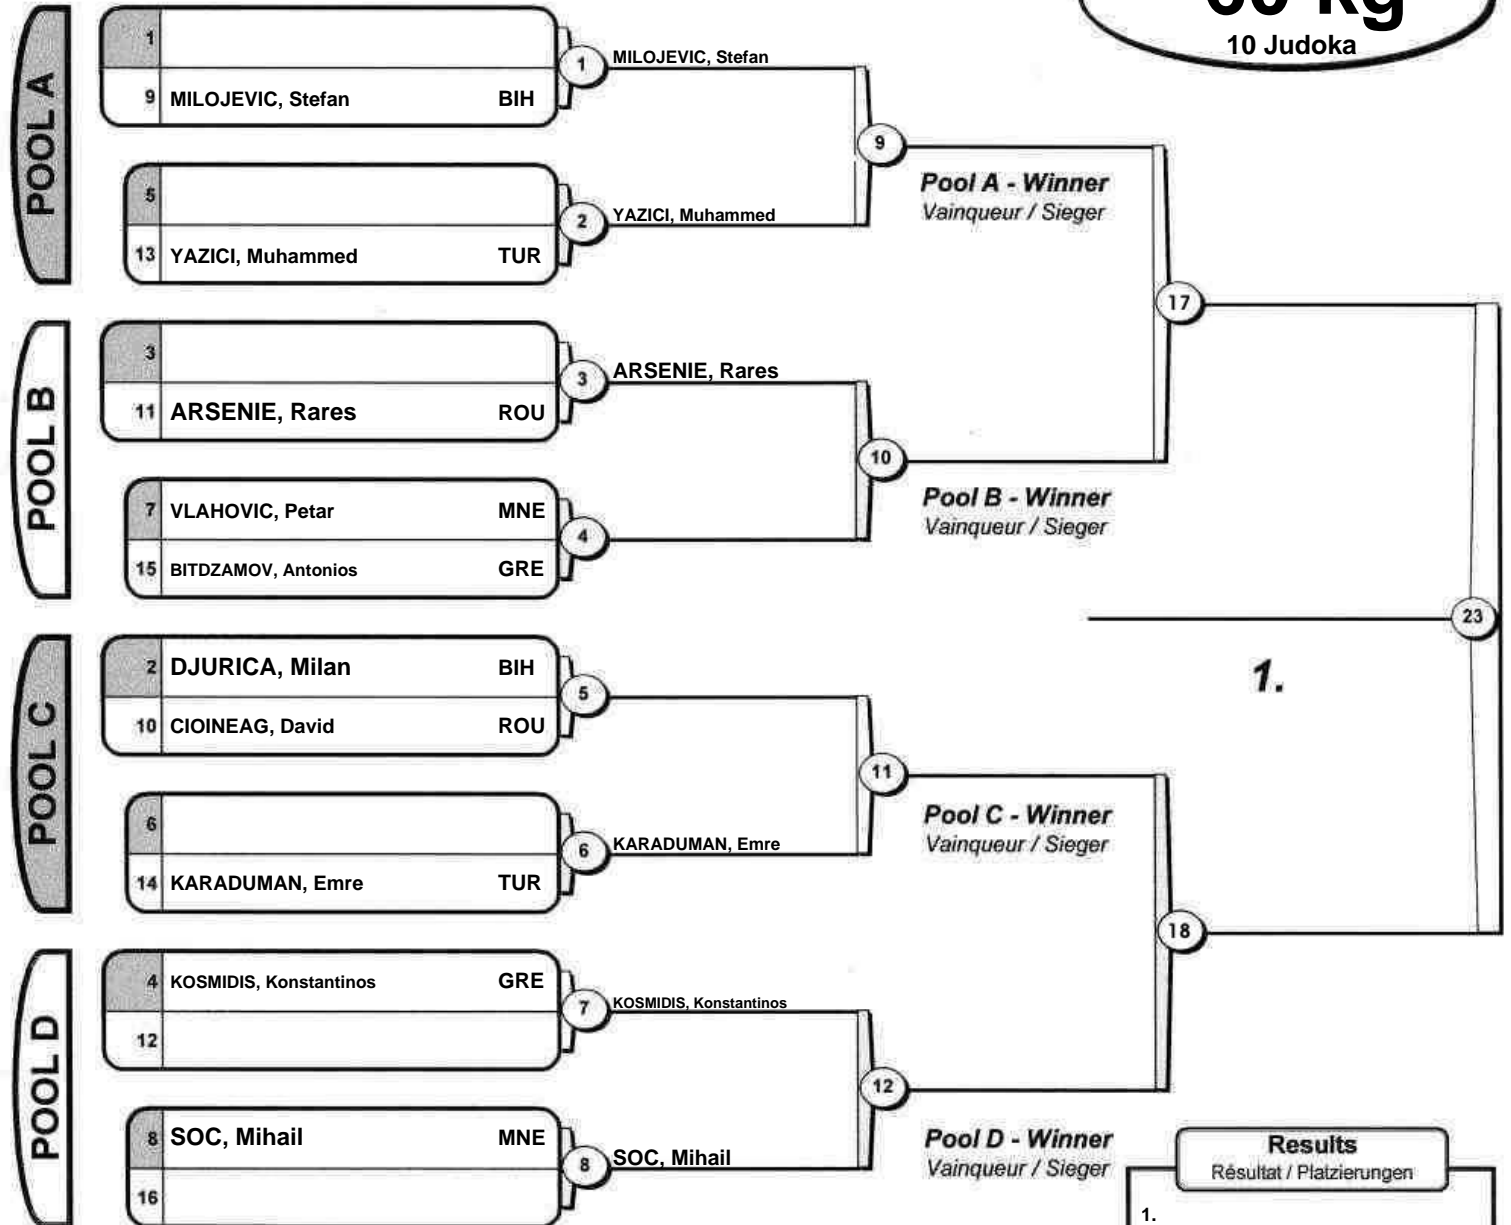 60 kg
10 Judoka
POOL A
1
9 MILOJEVIC, Stefan BIH
1 MILOJEVIC, Stefan
5
13 YAZICI, Muhammed TUR
2 YAZICI, Muhammed
9
Pool A - Winner
Vainqueur / Sieger
17
POOL B
3
11 ARSENIE, Rares ROU
3 ARSENIE, Rares
7 VLAHOVIC, Petar MNE
15 BITDZAMOV, Antonios GRE
4
10
Pool B - Winner
Vainqueur / Sieger
23
1.
POOL C
2 DJURICA, Milan BIH
10 CIOINEAG, David ROU
5
6
14 KARADUMAN, Emre TUR
6 KARADUMAN, Emre
11
Pool C - Winner
Vainqueur / Sieger
18
POOL D
4 KOSMIDIS, Konstantinos GRE
12
7 KOSMIDIS, Konstantinos
8 SOC, Mihail MNE
16
8 SOC, Mihail
12
Pool D - Winner
Vainqueur / Sieger
Results
Résultat / Platzierungen
1.